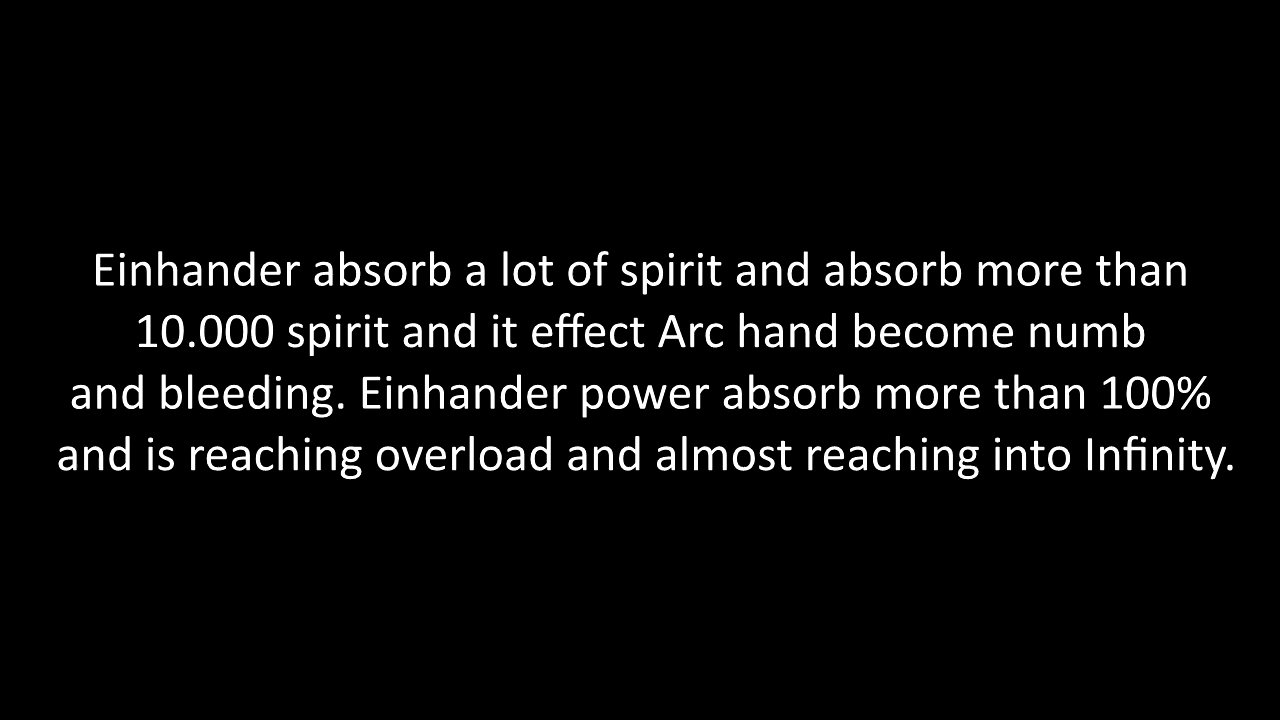 Einhander absorb a lot of spirit and absorb more than
10.000 spirit and it effect Arc hand become numb
and bleeding. Einhander power absorb more than 100%
and is reaching overload and almost reaching into Infinity.